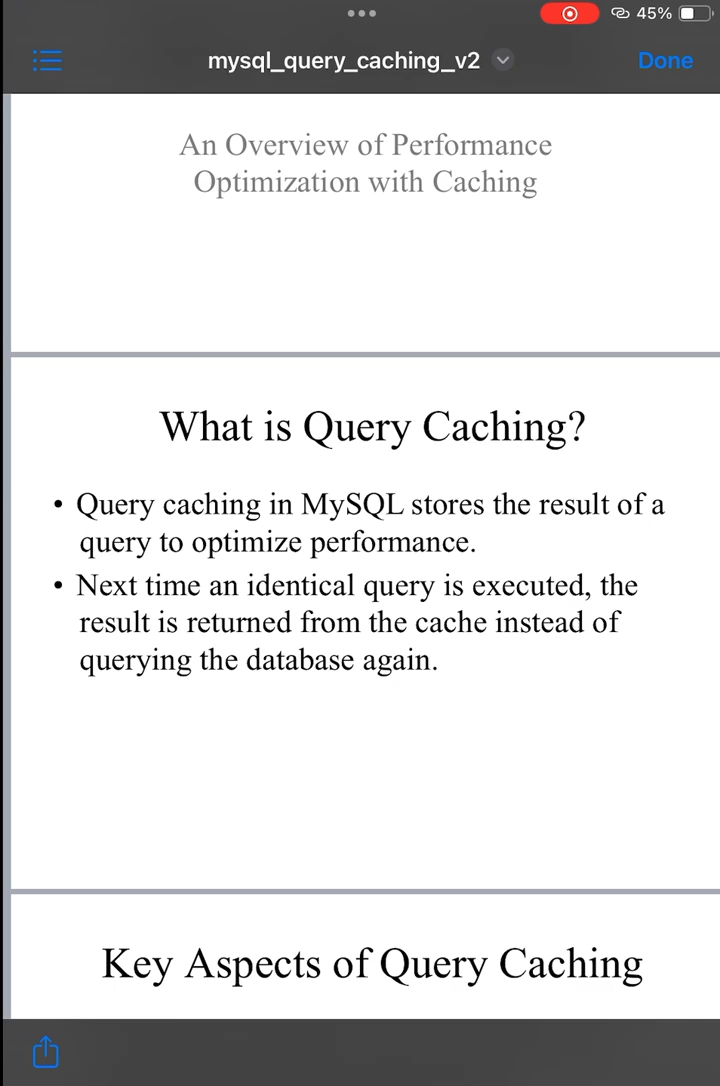 45%
mysql_query_caching_v2
Done
An Overview of Performance
Optimization with Caching
What is Query Caching?
• Query caching in MySQL stores the result of a
query to optimize performance.
• Next time an identical query is executed, the
result is returned from the cache instead of
querying the database again.
Key Aspects of Query Caching